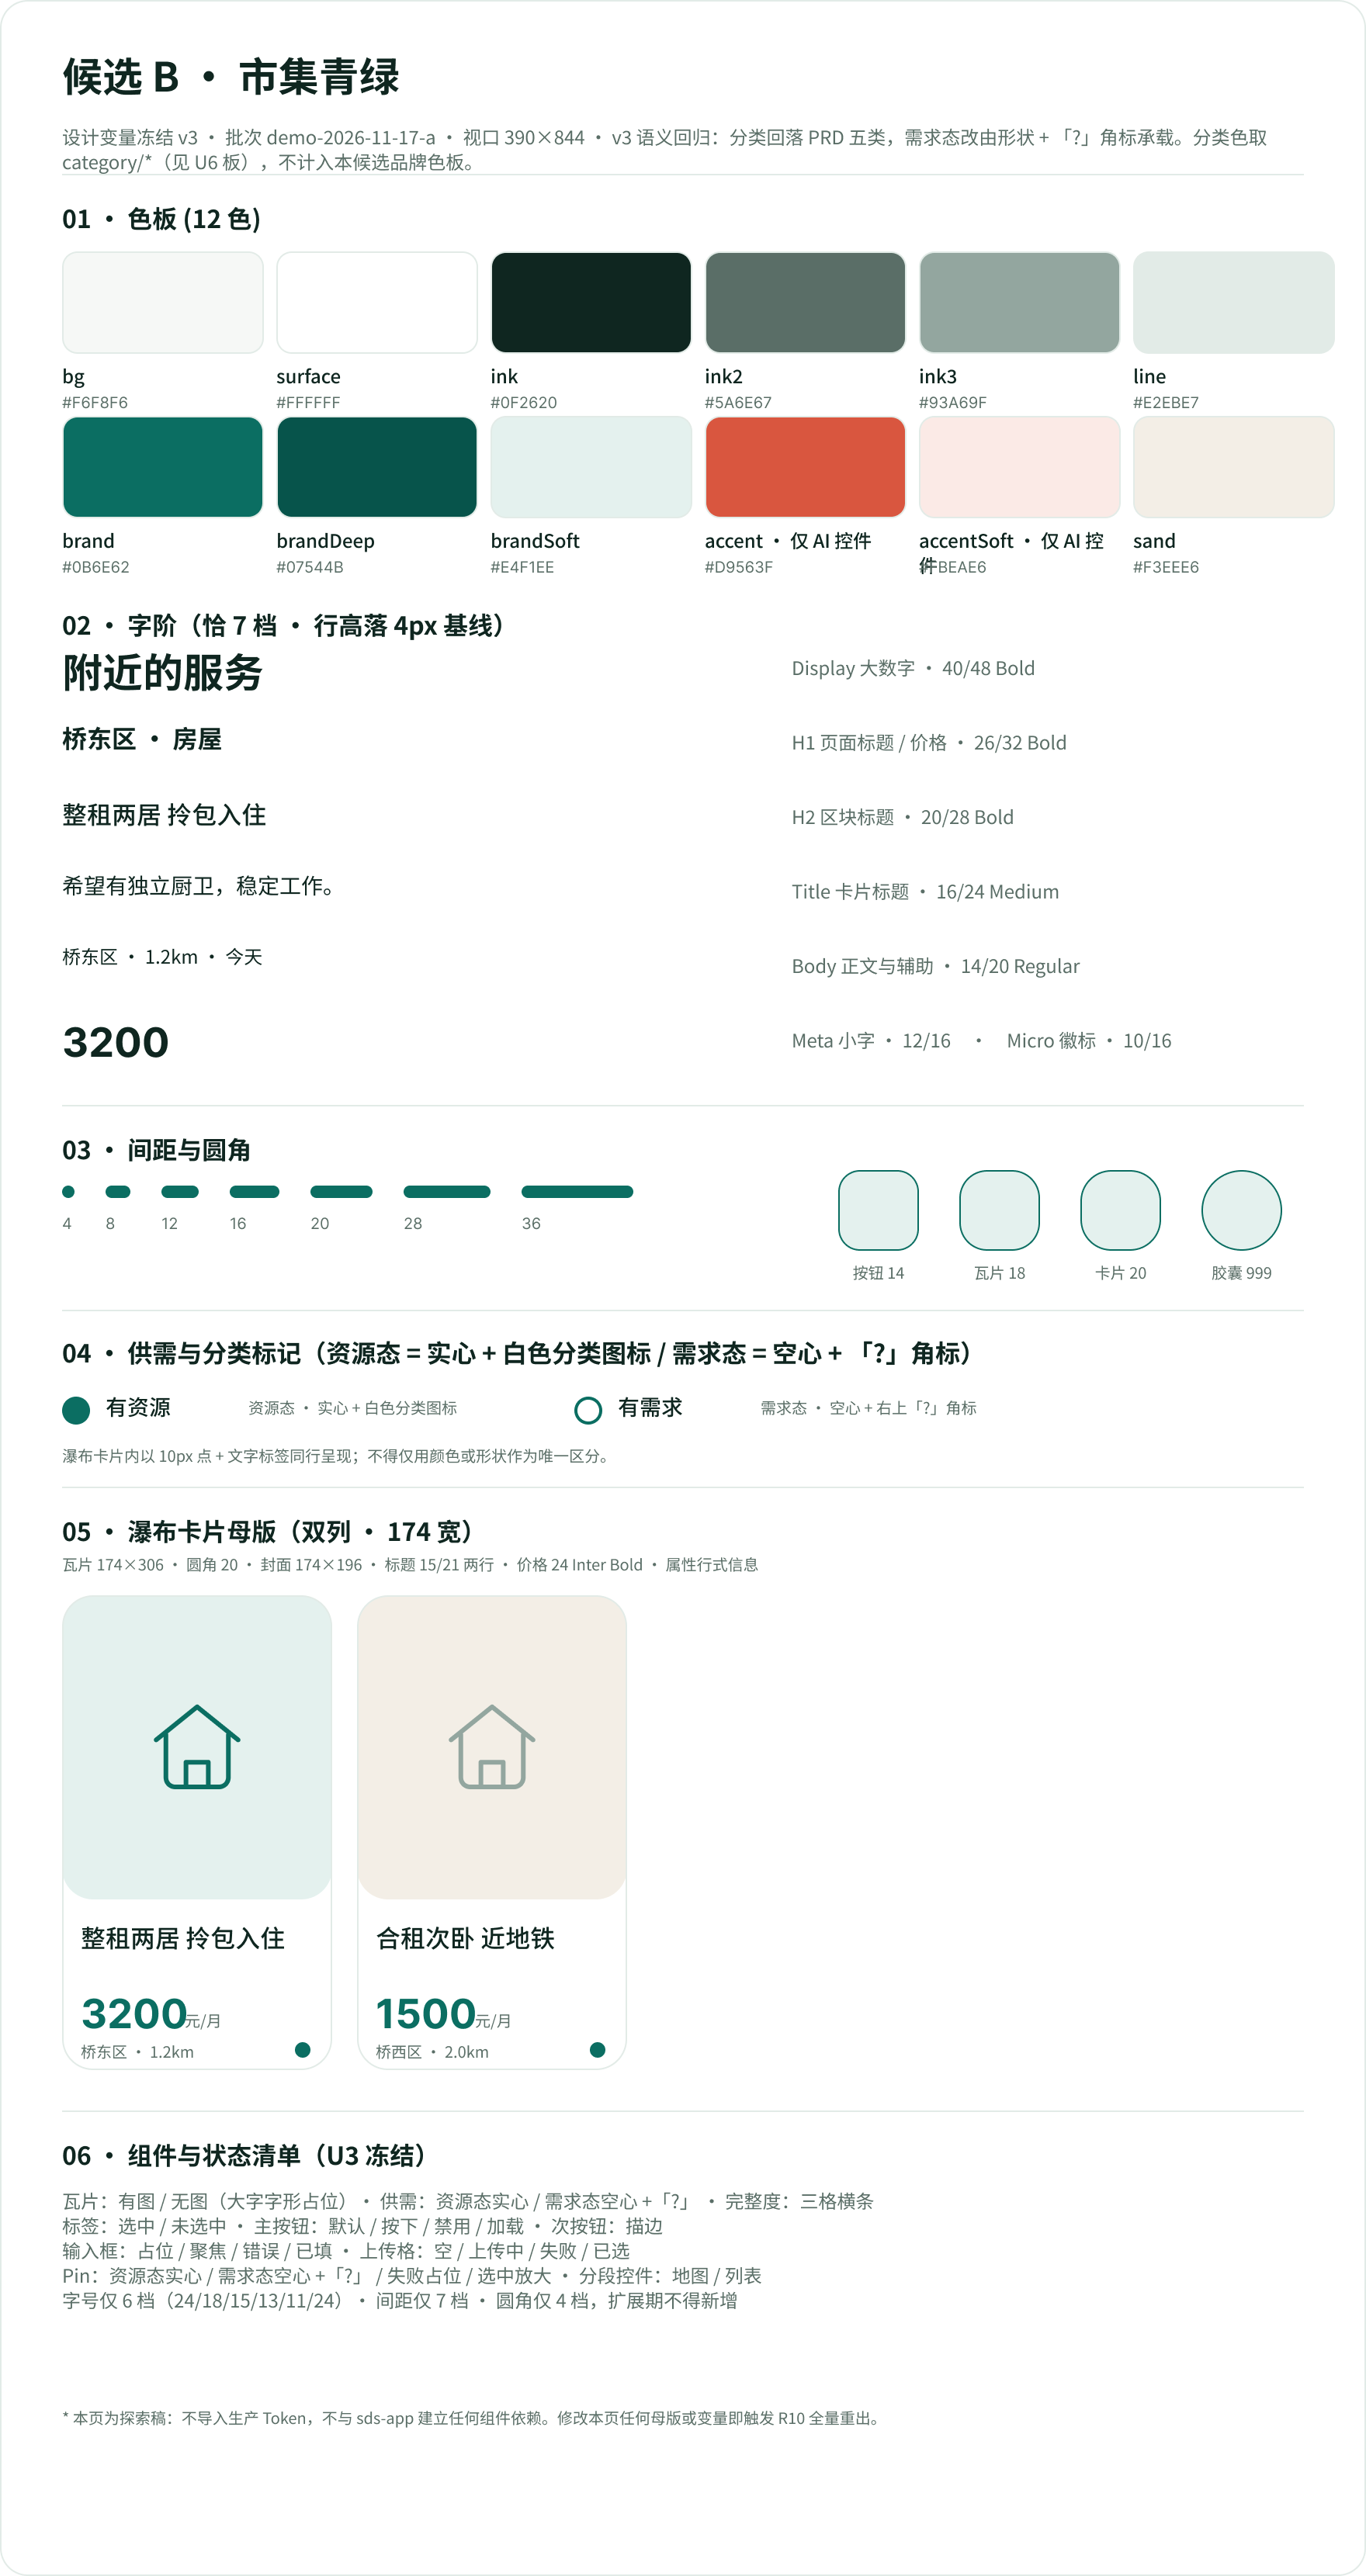 候选 B · 市集青绿
设计变量冻结 v3 · 批次 demo-2026-11-17-a · 视口 390×844 · v3 语义回归：分类回落 PRD 五类，需求态改由形状 + 「?」角标承载。分类色取
category/*（见 U6 板），不计入本候选品牌色板。
01 · 色板 (12 色)
bg
surface
ink
ink2
ink3
line
#F6F8F6
#FFFFFF
#0F2620
#5A6E67
#93A69F
#E2EBE7
brand
brandDeep
brandSoft
accent · 仅 AI 控件
accentSoft · 仅 AI 控
件
sand
#0B6E62
#07544B
#E4F1EE
#D9563F
#FBEAE6
#F3EEE6
02 · 字阶（恰 7 档 · 行高落 4px 基线）
附近的服务
Display 大数字 · 40/48 Bold
桥东区 · 房屋
H1 页面标题 / 价格 · 26/32 Bold
整租两居 拎包入住
H2 区块标题 · 20/28 Bold
希望有独立厨卫，稳定工作。
Title 卡片标题 · 16/24 Medium
桥东区 · 1.2km · 今天
Body 正文与辅助 · 14/20 Regular
3200
Meta 小字 · 12/16 · Micro 徽标 · 10/16
03 · 间距与圆角
4
8
12
16
20
28
36
按钮 14
瓦片 18
卡片 20
胶囊 999
04 · 供需与分类标记（资源态 = 实心 + 白色分类图标 / 需求态 = 空心 + 「?」角标）
有资源
资源态 · 实心 + 白色分类图标
有需求
需求态 · 空心 + 右上「?」角标
瀑布卡片内以 10px 点 + 文字标签同行呈现；不得仅用颜色或形状作为唯一区分。
05 · 瀑布卡片母版（双列 · 174 宽）
瓦片 174×306 · 圆角 20 · 封面 174×196 · 标题 15/21 两行 · 价格 24 Inter Bold · 属性行式信息
整租两居 拎包入住
3200元/月
桥东区 · 1.2km
合租次卧 近地铁
1500元/月
桥西区 · 2.0km
06 · 组件与状态清单（U3 冻结）
瓦片：有图 / 无图（大字字形占位） · 供需：资源态实心 / 需求态空心 +「?」 · 完整度：三格横条
标签：选中 / 未选中 · 主按钮：默认 / 按下 / 禁用 / 加载 · 次按钮：描边
输入框：占位 / 聚焦 / 错误 / 已填 · 上传格：空 / 上传中 / 失败 / 已选
Pin：资源态实心 / 需求态空心 +「?」 / 失败占位 / 选中放大 · 分段控件：地图 / 列表
字号仅 6 档（24/18/15/13/11/24） · 间距仅 7 档 · 圆角仅 4 档，扩展期不得新增
* 本页为探索稿：不导入生产 Token，不与 sds-app 建立任何组件依赖。修改本页任何母版或变量即触发 R10 全量重出。